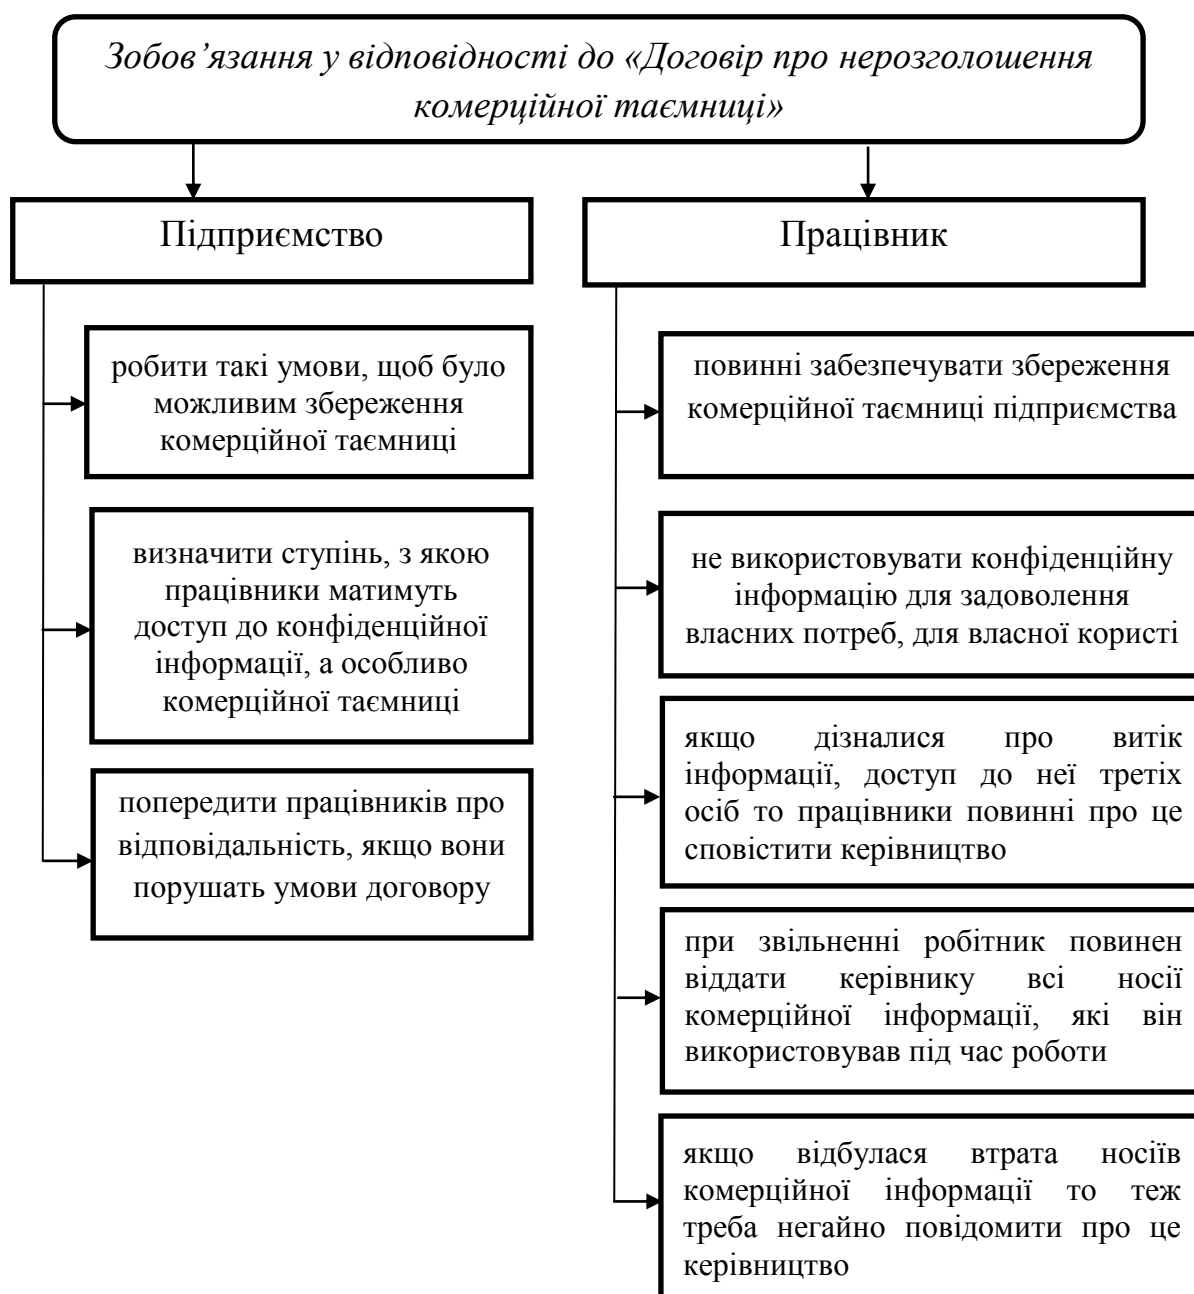 Зобов’язання у відповідності до «Договір про нерозголошення
комерційної таємниці»
Підприємство
робити такі умови, щоб було
можливим збереження
комерційної таємниці
визначити ступінь, з якою
працівники матимуть
доступ до конфіденційної
інформації, а особливо
комерційної таємниці
попередити працівників про
відповідальність, якщо вони
порушать умови договору
Працівник
повинні забезпечувати збереження
комерційної таємниці підприємства
не використовувати конфіденційну
інформацію для задоволення
власних потреб, для власної користі
якщо дізналися про витік
інформації, доступ до неї третіх
осіб то працівники повинні про це
сповістити керівництво
при звільненні робітник повинен
віддати керівнику всі носії
комерційної інформації, які він
використовував під час роботи
якщо відбулася втрата носіїв
комерційної інформації то теж
треба негайно повідомити про це
керівництво